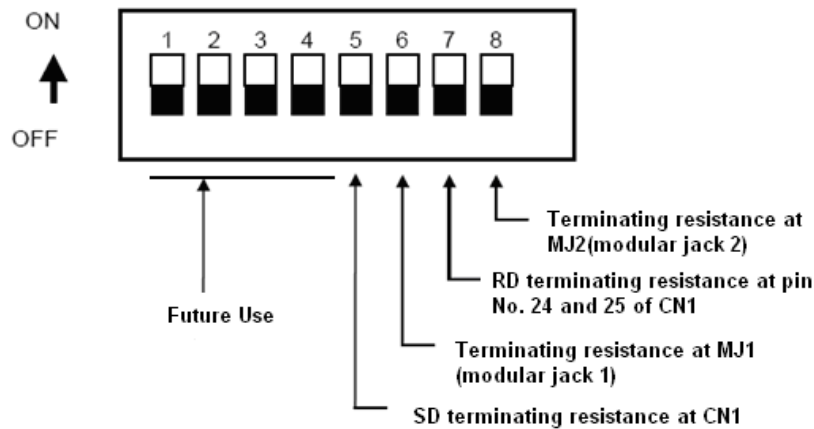 ON
1 2 3 4 5 6 7 8
OFF
Terminating resistance at
MJ2(modular jack 2)
RD terminating resistance at pin
No. 24 and 25 of CN1
Future Use
Terminating resistance at MJ1
(modular jack 1)
SD terminating resistance at CN1